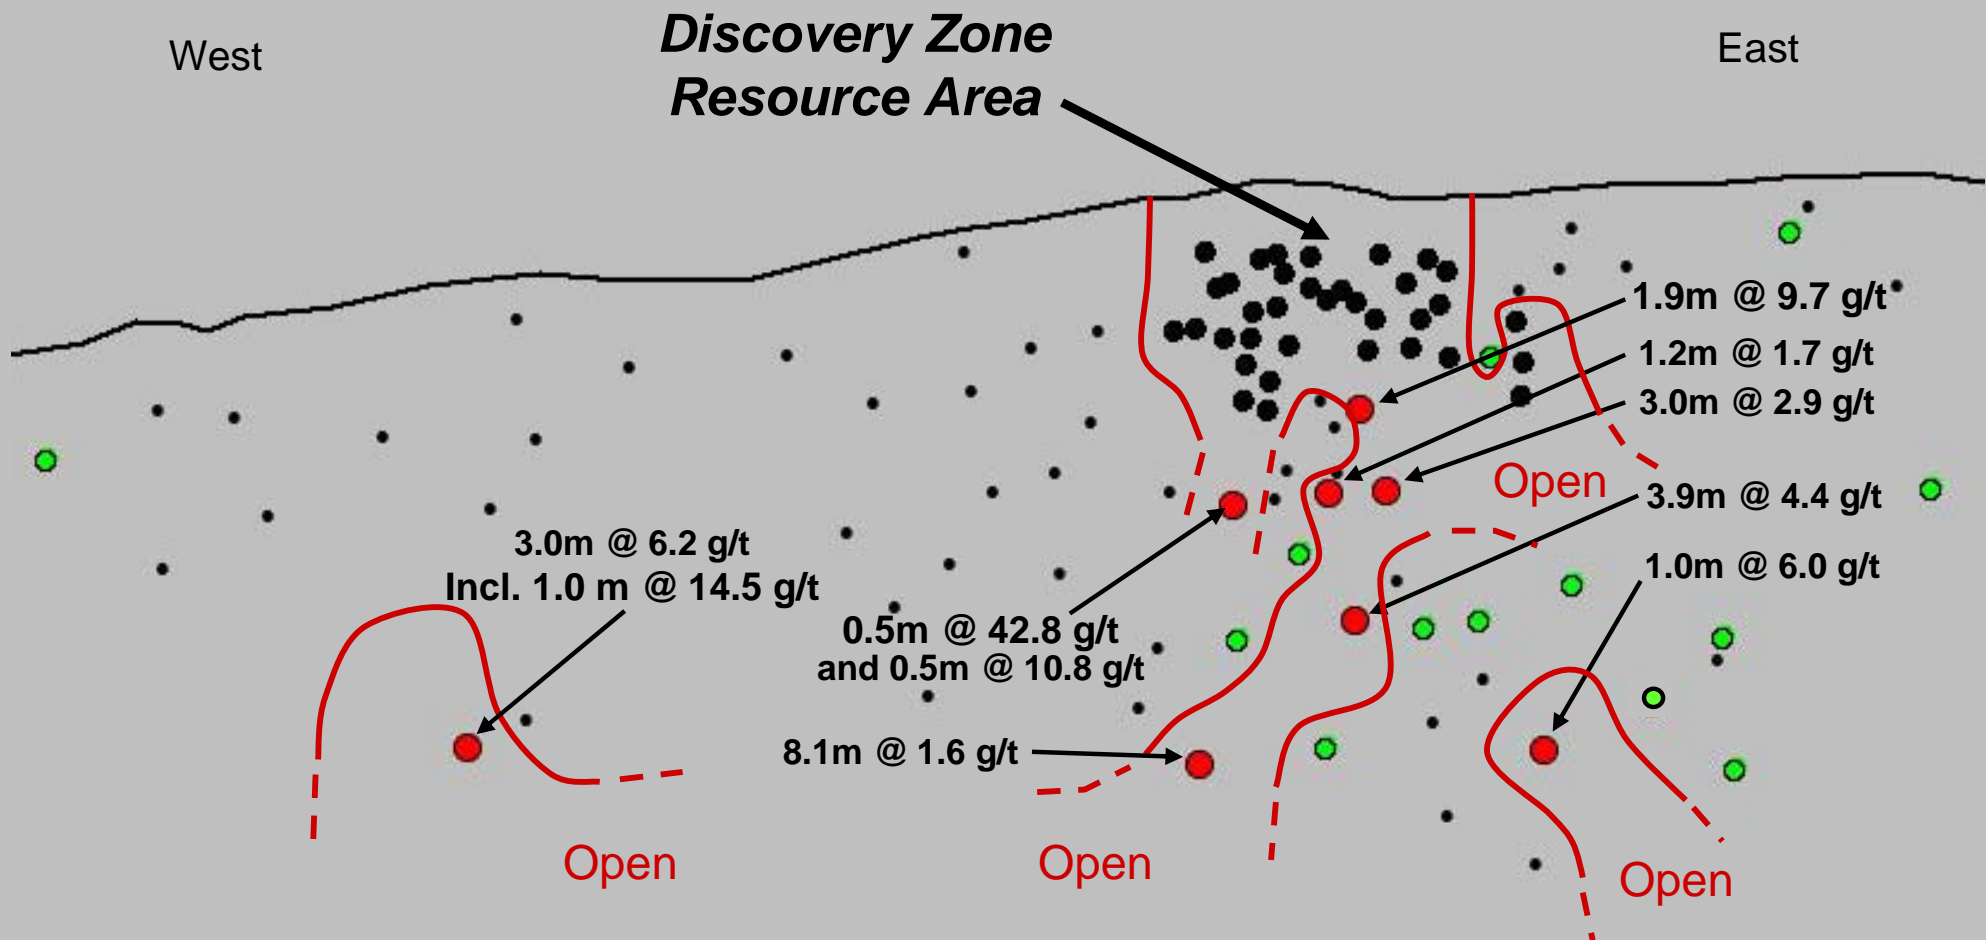 West
Discovery Zone
Resource Area
East
1.9m @ 9.7 g/t
1.2m @ 1.7 g/t
3.0m @ 2.9 g/t
Open
3.9m @ 4.4 g/t
1.0m @ 6.0 g/t
3.0m @ 6.2 g/t
Incl. 1.0 m @ 14.5 g/t
0.5m @ 42.8 g/t
and 0.5m @ 10.8 g/t
8.1m @ 1.6 g/t
Open
Open
Open